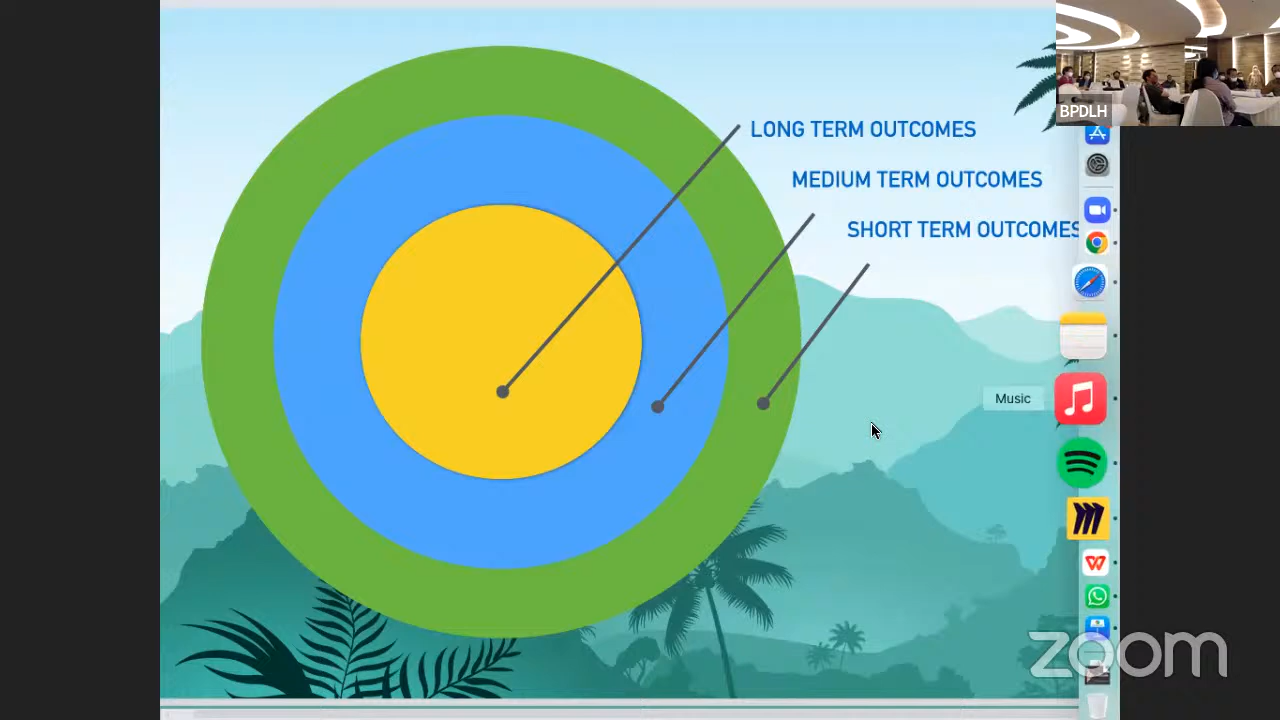 LONG TERM OUTCOMES
MEDIUM TERM OUTCOMES
SHORT TERM OUTCOMES
BPDLH
Music
zoom